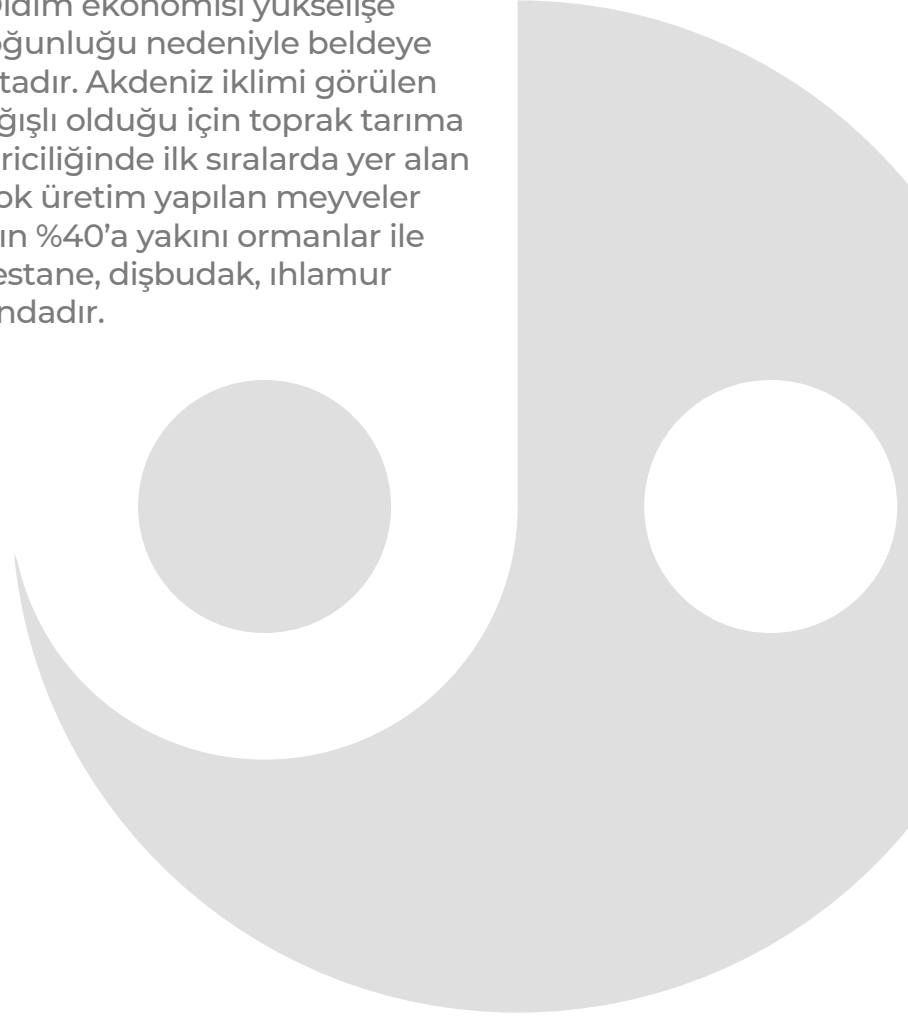 Didim ekonomisi yükselişe
oğunluğu nedeniyle beldeye
tadır. Akdeniz iklimi görülen
ğışlı olduğu için toprak tarıma
riciliğinde ilk sıralarda yer alan
ok üretim yapılan meyveler
ın %40’a yakını ormanlar ile
estane, dişbudak, ıhlamur
ndadır.